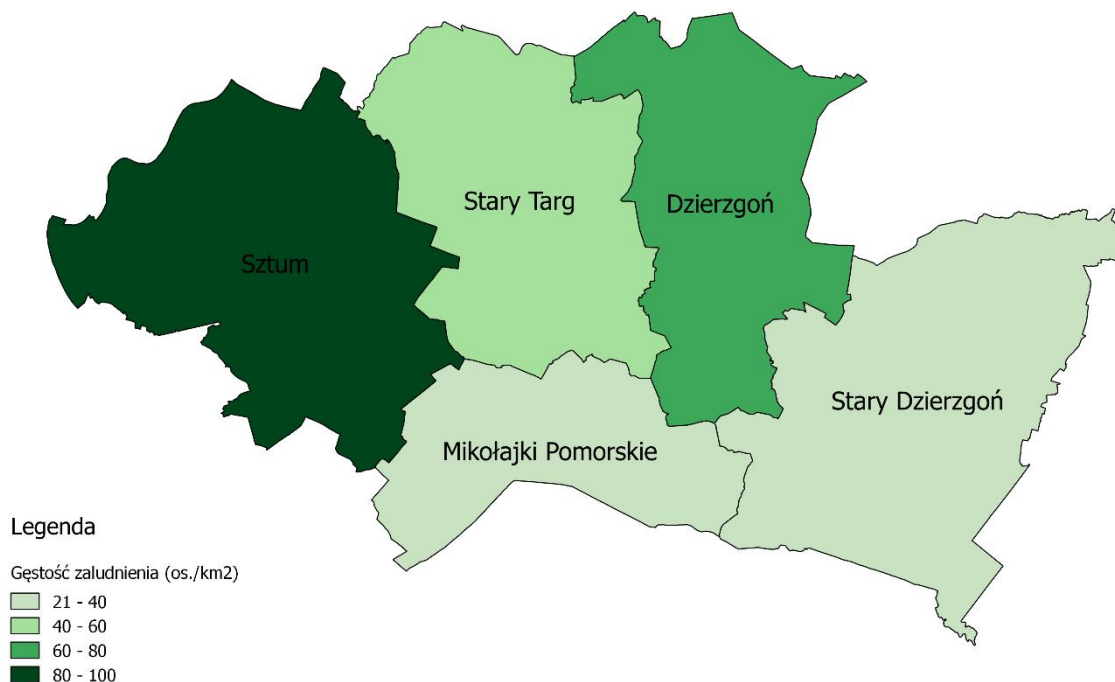 Stary Targ
Dzierzgoń
Sztum
Stary Dzierzgoń
Mikołajki Pomorskie
Legenda
Gęstość zaludnienia (os./km2)
21 - 40
40 - 60
60 - 80
80 - 100